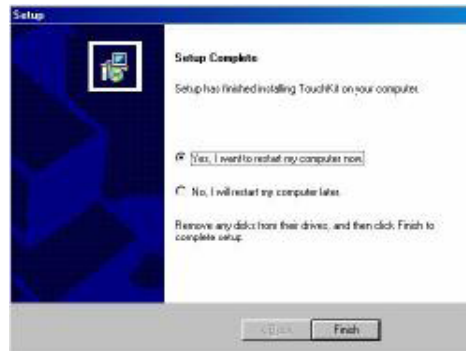 Setup
Setup Complete
Setup has finished installing TouchKit on your computer.
Yes, I want to restart my computer now.
No, I will restart my computer later.
Remove any disks from their drives, and then click Finish to
complete setup.
< Back
Finish